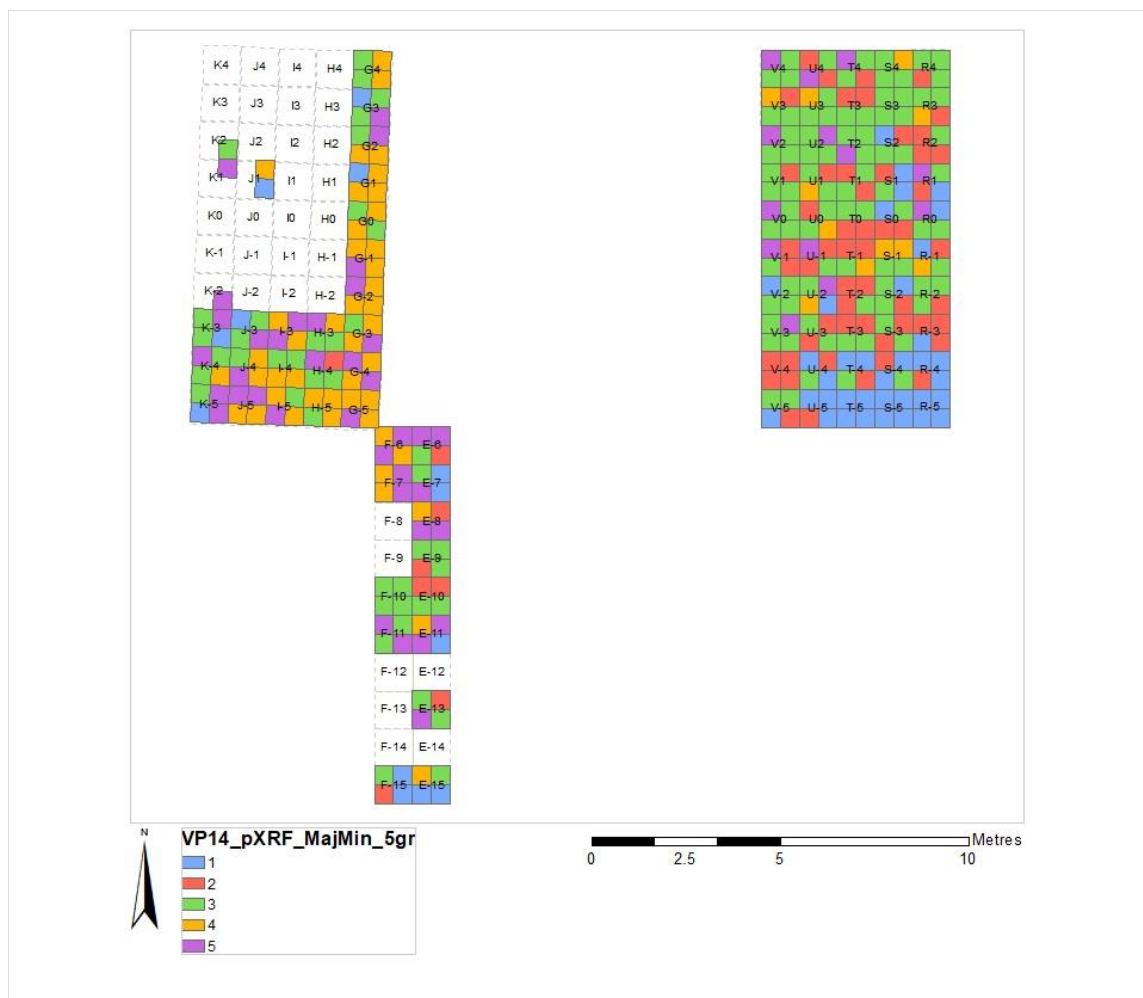 K4 J4 I4 H4 G4 V4 U4 T4 S4 R4
K3 J3 I3 H3 G3 V3 U3 T3 S3 R3
K2 J2 I2 H2 G2 V2 U2 T2 S2 R2
K1 J1 I1 H1 G1 V1 U1 T1 S1 R1
K0 J0 I0 H0 G0 V0 U0 T0 S0 R0
K-1 J-1 I-1 H-1 G-1 V-1 U-1 T-1 S-1 R-1
K-2 J-2 I-2 H-2 G-2 V-2 U-2 T-2 S-2 R-2
K-3 J-3 I-3 H-3 G-3 V-3 U-3 T-3 S-3 R-3
K-4 J-4 I-4 H-4 G-4 V-4 U-4 T-4 S-4 R-4
K-5 J-5 I-5 H-5 G-5 V-5 U-5 T-5 S-5 R-5
F-6 E-6
F-7 E-7
F-8 E-8
F-9 E-9
F-10 E-10
F-11 E-11
F-12 E-12
F-13 E-13
F-14 E-14
F-15 E-15
N
VP14_pXRF_MajMin_5gr
1
2
3
4
5
Metres
0 2.5 5 10